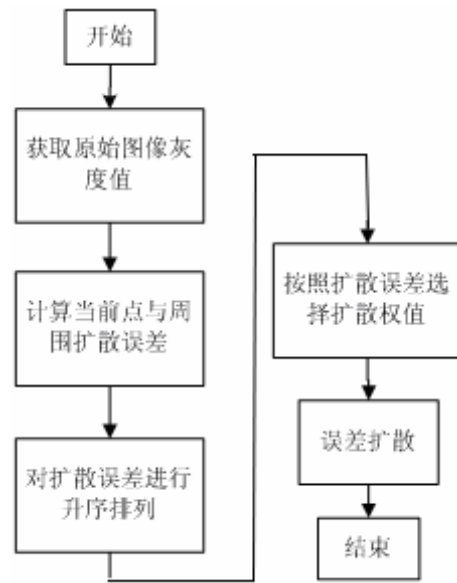 开始
获取原始图像灰
度值
计算当前点与周
围扩散误差
对扩散误差进行
升序排列
按照扩散误差选
择扩散权值
误差扩散
结束